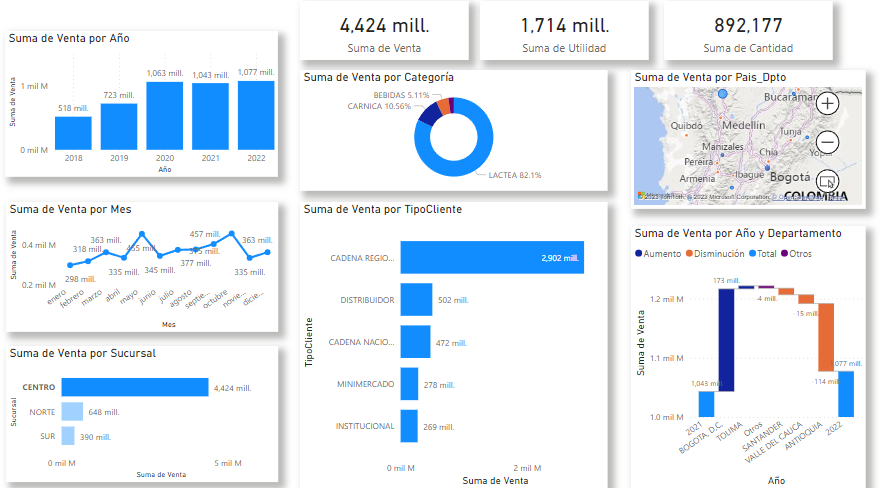 4,424 mill.
Suma de Venta
1,714 mill.
Suma de Utilidad
892,177
Suma de Cantidad
Suma de Venta por Año
Suma de Venta
1 mil M
0 mil M
518 mill.
723 mill.
1,063 mill.
1,043 mill.
1,077 mill.
2018
2019
2020
2021
2022
Año
Suma de Venta por Categoría
BEBIDAS 5.11%
CARNICA 10.56%
LACTEA 82.1%
Suma de Venta por Pais_Dpto
Bucaraman
Quibdó
Medellín
Tunja
Manizales
Chía
Yop
Pereira
Ibagué
Bogotá
Armenia
COLOMBIA
Suma de Venta por Mes
Suma de Venta
0.4 mil M
0.2 mil M
298 mill.
318 mill.
363 mill.
335 mill.
455 mill.
345 mill.
377 mill.
375 mill.
457 mill.
335 mill.
363 mill.
enero
febrero
marzo
abril
mayo
junio
julio
agosto
septie...
octubre
novie...
dicie...
Mes
Suma de Venta por TipoCliente
TipoCliente
CADENA REGIO...
2,902 mill.
DISTRIBUIDOR
502 mill.
CADENA NACIO...
472 mill.
MINIMERCADO
278 mill.
INSTITUCIONAL
269 mill.
0 mil M
2 mil M
Suma de Venta
Suma de Venta por Año y Departamento
Aumento
Disminución
Total
Otros
Suma de Venta
1.2 mil M
1.1 mil M
1.0 mil M
1,043 mill.
173 mill.
4 mill.
-15 mill.
-114 mill.
077 mill.
2021
BOGOTA, D.C.
TOLIMA
Otros
SANTANDER
VALLE DEL CAUCA
ANTIOQUIA
2022
Año
Suma de Venta por Sucursal
Sucursal
CENTRO
4,424 mill.
NORTE
648 mill.
SUR
390 mill.
0 mil M
5 mil M
Suma de Venta